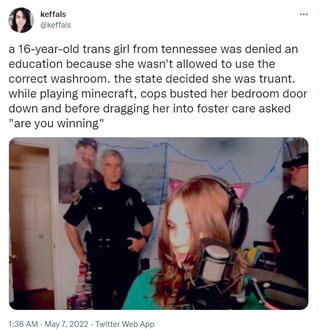 keffals
@keffals
a 16-year-old trans girl from tennessee was denied an
education because she wasn't allowed to use the
correct washroom. the state decided she was truant.
while playing minecraft, cops busted her bedroom door
down and before dragging her into foster care asked
"are you winning"
1:36 AM · May 7, 2022 · Twitter Web App